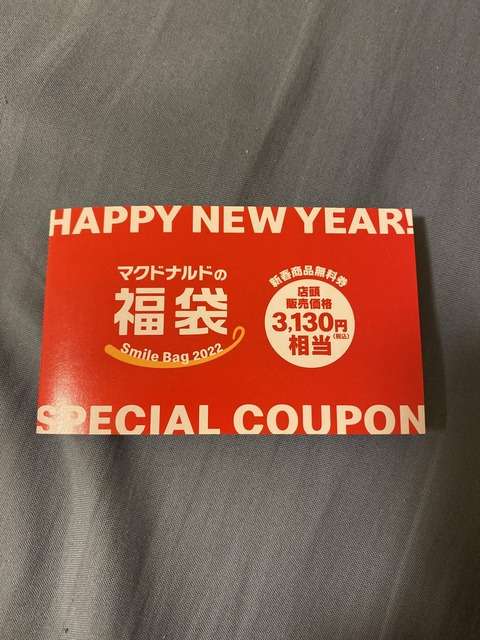 HAPPY NEW YEAR!
マクドナルドの
福袋
Smile Bag 2022
新春商品無料券
店頭
販売価格
3,130円
相当
(税込)
SPECIAL COUPON